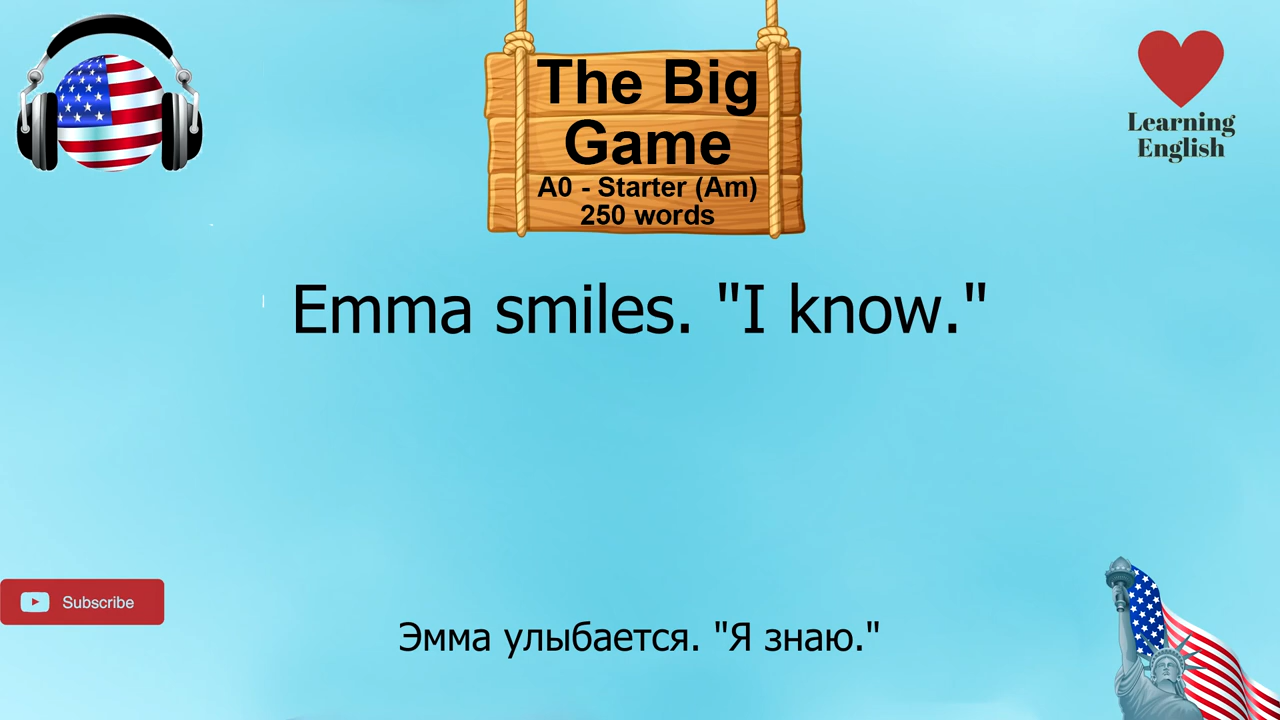 The Big
Game
A0 - Starter (Am)
250 words
Learning
English
Emma smiles. "I know."
Subscribe
Эмма улыбается. "Я знаю."